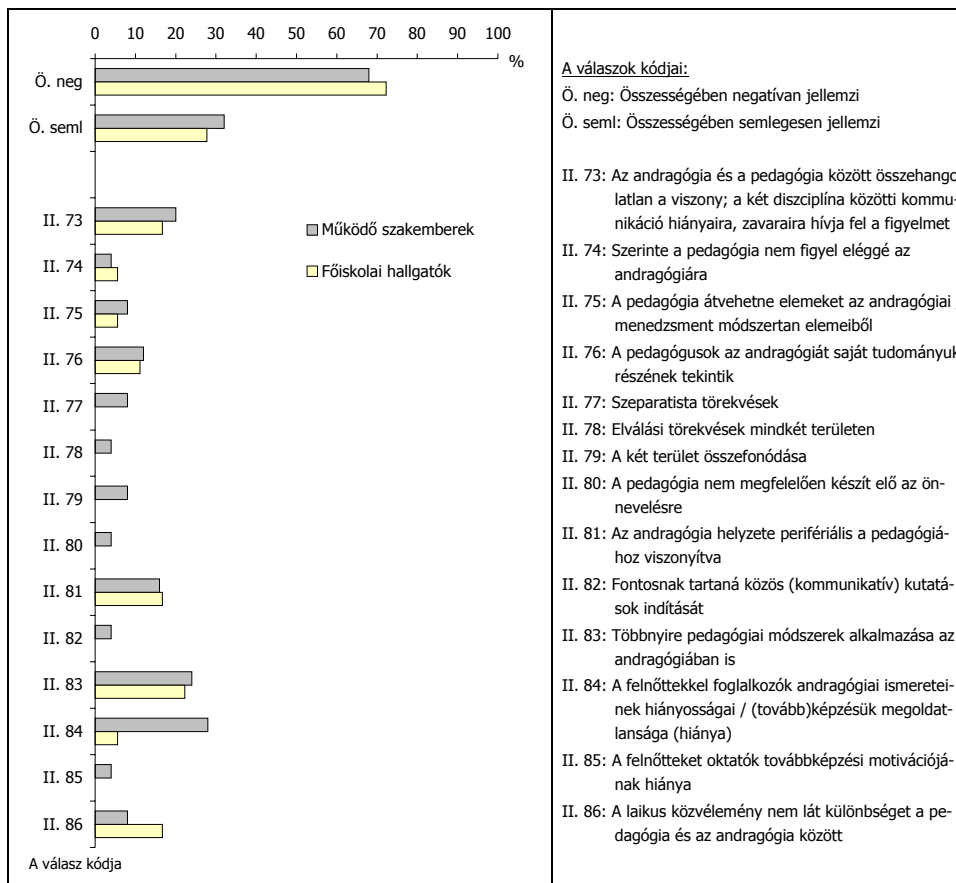 0 10 20 30 40 50 60 70 80 90 100
%
Ö. neg
Ö. seml
II. 73
II. 74
II. 75
II. 76
II. 77
II. 78
II. 79
II. 80
II. 81
II. 82
II. 83
II. 84
II. 85
II. 86
A válasz kódja
Működő szakemberek
Főiskolai hallgatók
A válaszok kódjai:
Ö. neg: Összességében negatívan jellemzi
Ö. seml: Összességében semlegesen jellemzi
II. 73: Az andragógia és a pedagógia között összehango
latlan a viszony; a két diszciplína közötti kommu-
nikáció hiányaira, zavaraira hívja fel a figyelmet
II. 74: Szerinte a pedagógia nem figyel eléggé az
andragógiára
II. 75: A pedagógia átvehetne elemeket az andragógiai
menedzsment módszertan elemeiből
II. 76: A pedagógusok az andragógiát saját tudományuk
részének tekintik
II. 77: Szeparatista törekvések
II. 78: Elválási törekvések mindkét területen
II. 79: A két terület összefonódása
II. 80: A pedagógia nem megfelelően készít elő az ön-
nevelésre
II. 81: Az andragógia helyzete perifériális a pedagógiá-
hoz viszonyítva
II. 82: Fontosnak tartaná közös (kommunikatív) kutatá-
sok indítását
II. 83: Többnyire pedagógiai módszerek alkalmazása az
andragógiában is
II. 84: A felnőttekkel foglalkozók andragógiai ismeretei-
nek hiányosságai / (tovább)képzésük megoldat-
lansága (hiánya)
II. 85: A felnőtteket oktatók továbbképzési motivációjá-
nak hiánya
II. 86: A laikus közvélemény nem lát különbséget a pe-
dagógia és az andragógia között